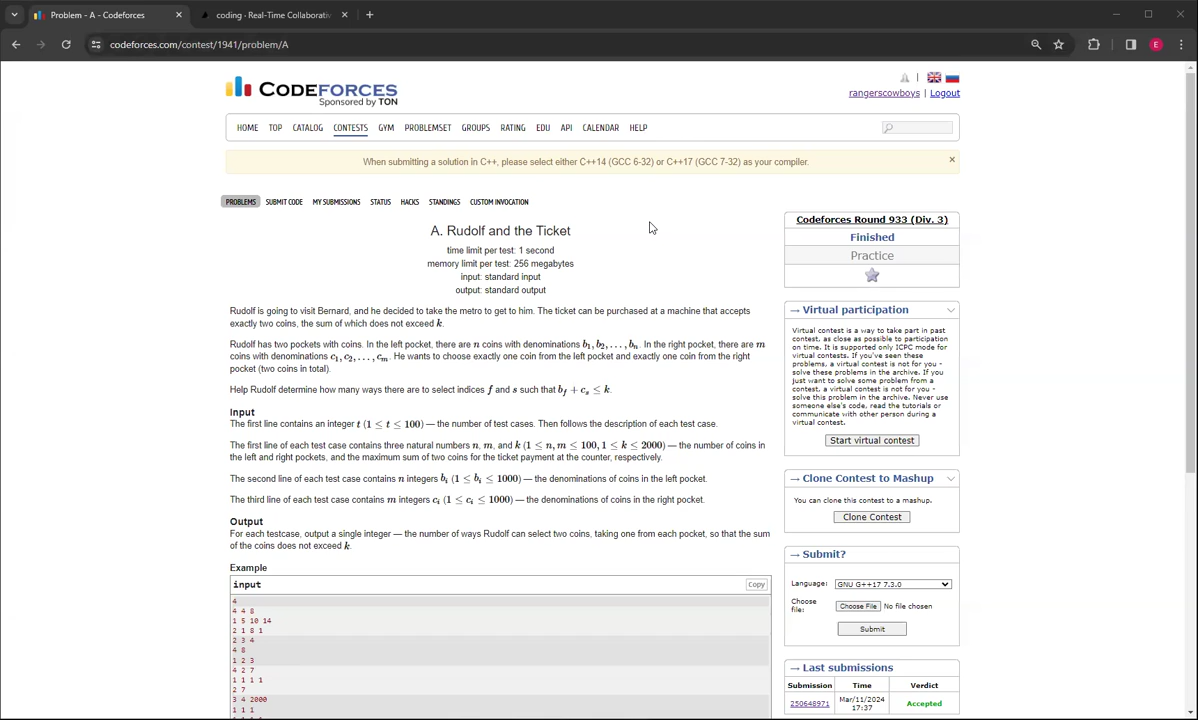 Problem - A - Codeforces
coding - Real-Time Collaborativ
codeforces.com/contest/1941/problem/A
E
CODEFORCES
Sponsored by TON
rangerscowboys | Logout
HOME TOP CATALOG CONTESTS GYM PROBLEMSET GROUPS RATING EDU API CALENDAR HELP
When submitting a solution in C++, please select either C++14 (GCC 6-32) or C++17 (GCC 7-32) as your compiler.
PROBLEMS SUBMIT CODE MY SUBMISSIONS STATUS HACKS STANDINGS CUSTOM INVOCATION
A. Rudolf and the Ticket
time limit per test: 1 second
memory limit per test: 256 megabytes
input: standard input
output: standard output
Rudolf is going to visit Bernard, and he decided to take the metro to get to him. The ticket can be purchased at a machine that accepts
exactly two coins, the sum of which does not exceed k.
Rudolf has two pockets with coins. In the left pocket, there are n coins with denominations b₁, b₂, . . . , bₙ. In the right pocket, there are m
coins with denominations c₁, c₂, . . . , cₘ. He wants to choose exactly one coin from the left pocket and exactly one coin from the right
pocket (two coins in total).
Help Rudolf determine how many ways there are to select indices f and s such that b_f + c_s ≤ k.
Input
The first line contains an integer t (1 ≤ t ≤ 100) — the number of test cases. Then follows the description of each test case.
The first line of each test case contains three natural numbers n, m, and k (1 ≤ n, m ≤ 100, 1 ≤ k ≤ 2000) — the number of coins in
the left and right pockets, and the maximum sum of two coins for the ticket payment at the counter, respectively.
The second line of each test case contains n integers bᵢ (1 ≤ bᵢ ≤ 1000) — the denominations of coins in the left pocket.
The third line of each test case contains m integers cᵢ (1 ≤ cᵢ ≤ 1000) — the denominations of coins in the right pocket.
Output
For each testcase, output a single integer — the number of ways Rudolf can select two coins, taking one from each pocket, so that the sum
of the coins does not exceed k.
Example
input
Copy
4
4 4 8
1 5 10 14
2 1 8 1
2 3 4
4 8
1 2 3
4 2 7
1 1 1 1
2 7
3 4 2000
1 1 1
Codeforces Round 933 (Div. 3)
Finished
Practice
→ Virtual participation
Virtual contest is a way to take part in past
contest, as close as possible to participation
on time. It is supported only ICPC mode for
virtual contests. If you've seen these
problems, a virtual contest is not for you -
solve these problems in the archive. If you
just want to solve some problem from a
contest, a virtual contest is not for you -
solve this problem in the archive. Never use
someone else's code, read the tutorials or
communicate with other person during a
virtual contest.
Start virtual contest
→ Clone Contest to Mashup
You can clone this contest to a mashup.
Clone Contest
→ Submit?
Language: GNU G++17 7.3.0
Choose
file: Choose File No file chosen
Submit
→ Last submissions
Submission Time Verdict
250648971 Mar/11/2024
17:37 Accepted